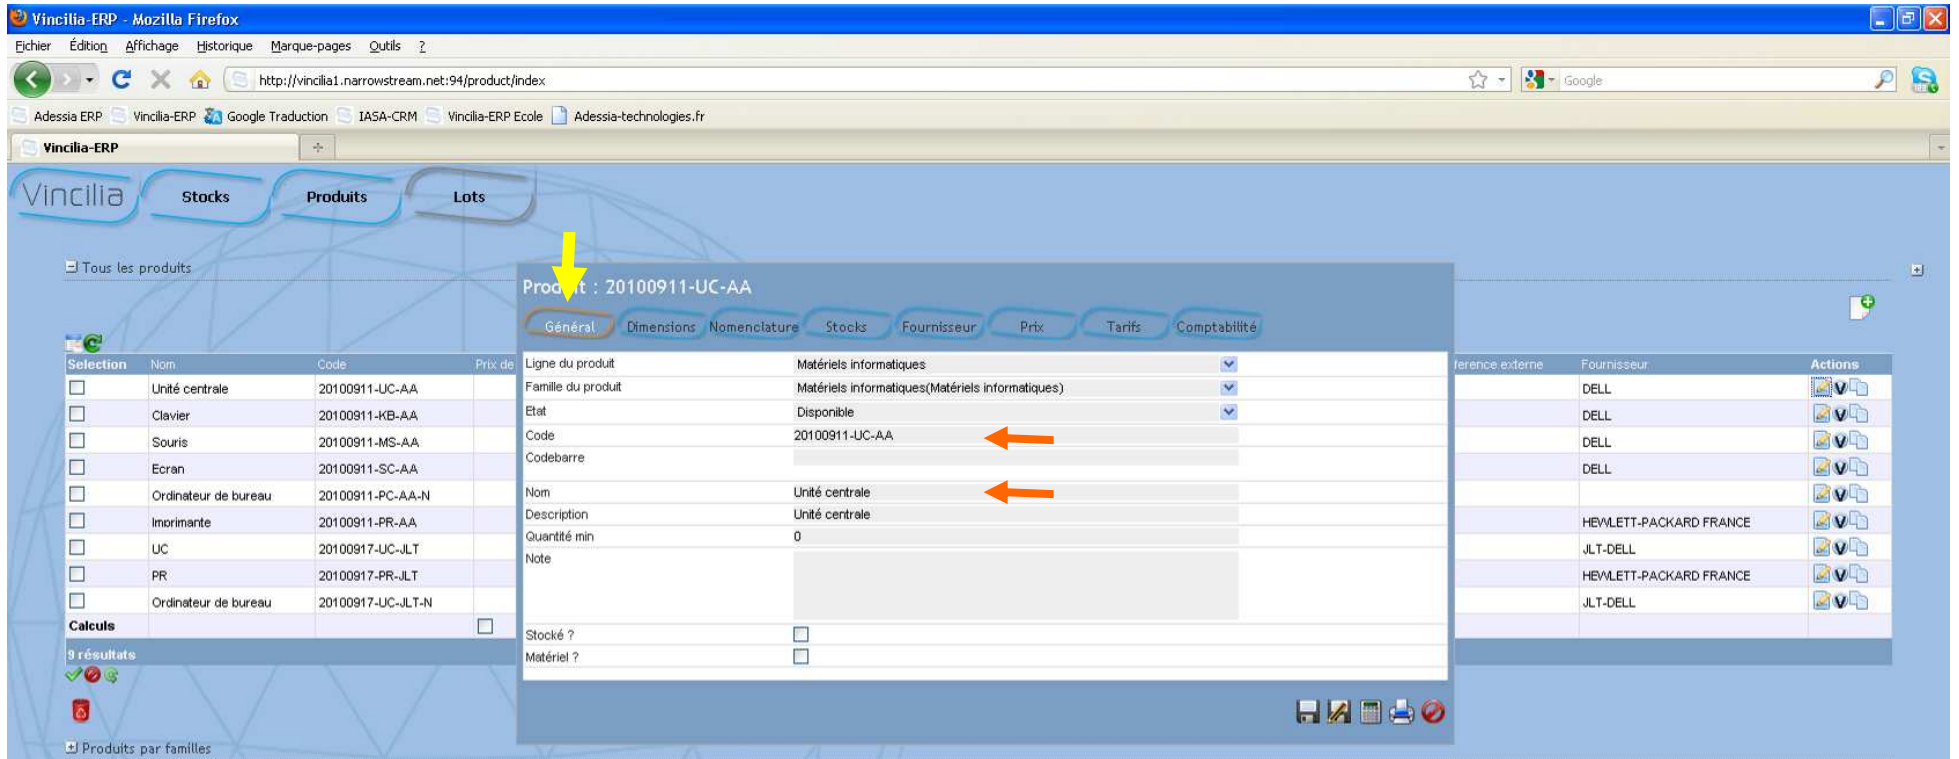 Vincilia-ERP - Mozilla Firefox
Fichier Édition Affichage Historique Marque-pages Outils ?
http://vincilia1.narrowstream.net:94/product/index
Google
Adessia ERP Vincilia-ERP Google Traduction IASA-CRM Vincilia-ERP Ecole Adessia-technologies.fr
Vincilia-ERP
Vincilia Stocks Produits Lots
Tous les produits
Produit : 20100911-UC-AA
Général Dimensions Nomenclature Stocks Fournisseur Prix Tarifs Comptabilité
Selection Nom Code Prix de
Unité centrale 20100911-UC-AA
Clavier 20100911-KB-AA
Souris 20100911-MS-AA
Ecran 20100911-SC-AA
Ordinateur de bureau 20100911-PC-AA-N
Imprimante 20100911-PR-AA
UC 20100917-UC-JLT
PR 20100917-PR-JLT
Ordinateur de bureau 20100917-UC-JLT-N
Calculs
9 résultats
Produits par familles
Ligne du produit Matériels informatiques
Famille du produit Matériels informatiques(Matériels informatiques)
Etat Disponible
Code 20100911-UC-AA
Codebarre
Nom Unité centrale
Description Unité centrale
Quantité min 0
Note
Stocké ?
Matériel ?
ference externe Fournisseur Actions
DELL
DELL
DELL
DELL
HEWLETT-PACKARD FRANCE
JLT-DELL
HEWLETT-PACKARD FRANCE
JLT-DELL